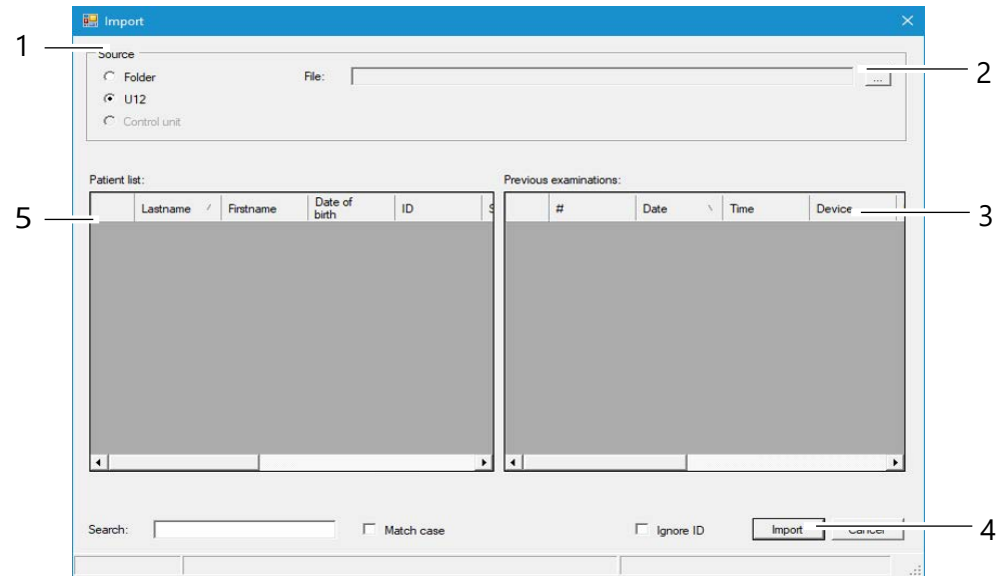 Import
1
Source
Folder
File:
...
2
U12
Control unit
Patient list:
Previous examinations:
5
Lastname
Firstname
Date of birth
ID
S
#
Date
Time
Device
3
Search:
Match case
Ignore ID
Import
Cancel
4